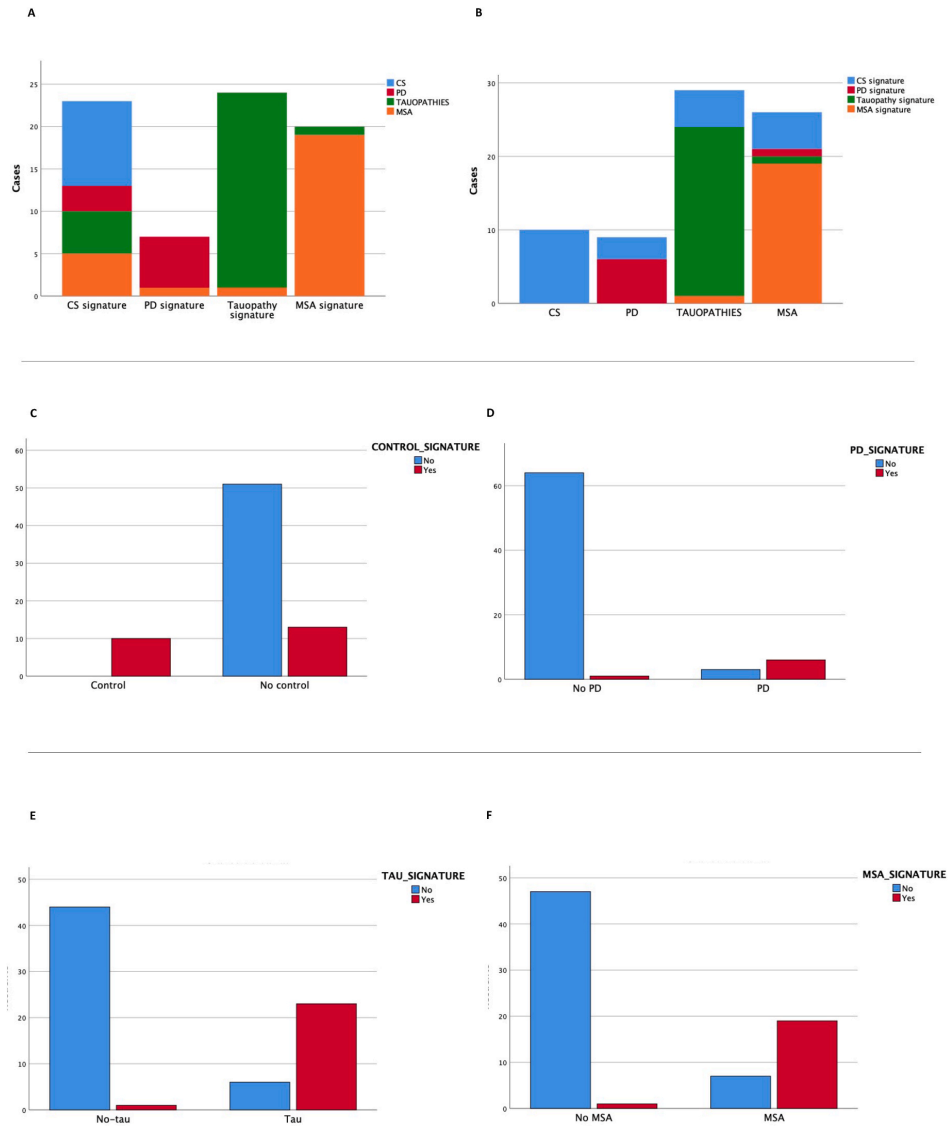 A
CS
PD
TAUOPATHIES
MSA
Cases
25
20
15
10
5
0
CS signature
PD signature
Tauopathy
signature
MSA signature
B
CS signature
PD signature
Tauopathy signature
MSA signature
Cases
30
20
10
0
CS
PD
TAUOPATHIES
MSA
C
CONTROL_SIGNATURE
No
Yes
60
50
40
30
20
10
0
Control
No control
D
PD_SIGNATURE
No
Yes
60
40
20
0
No PD
PD
E
TAU_SIGNATURE
No
Yes
50
40
30
20
10
0
No-tau
Tau
F
MSA_SIGNATURE
No
Yes
50
40
30
20
10
0
No MSA
MSA